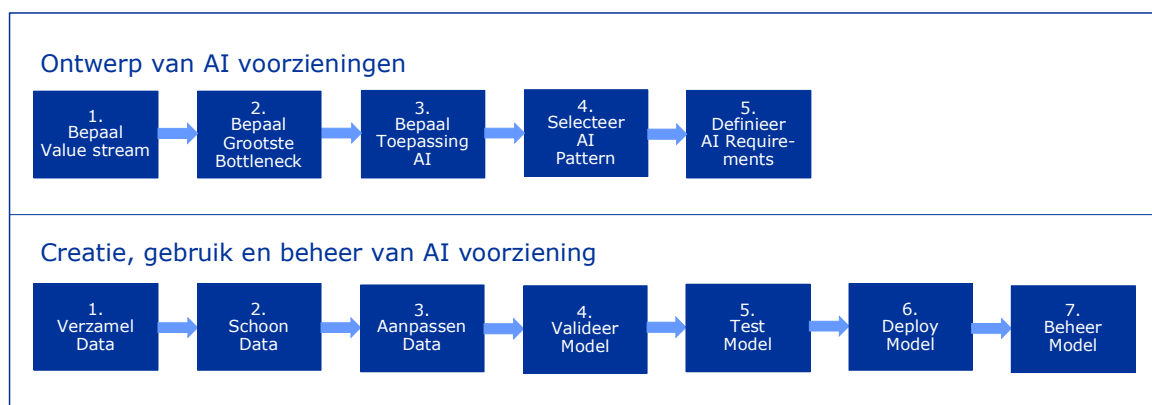 Ontwerp van AI voorzieningen
1.
Bepaal
Value stream
2.
Bepaal
Grootste
Bottleneck
3.
Bepaal
Toepassing
AI
4.
Selecteer
AI
Pattern
5.
Definieer
AI Require-
ments
Creatie, gebruik en beheer van AI voorziening
1.
Verzamel
Data
2.
Schoon
Data
3.
Aanpassen
Data
4.
Valideer
Model
5.
Test
Model
6.
Deploy
Model
7.
Beheer
Model